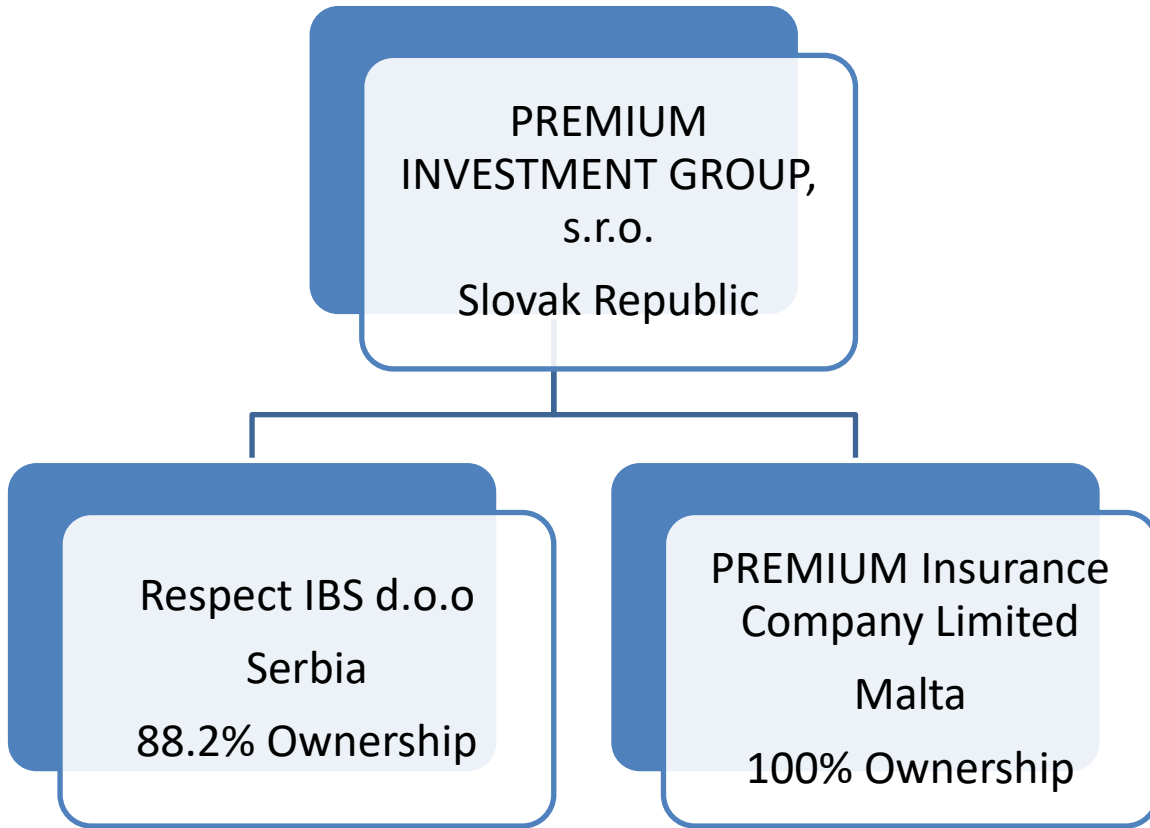 PREMIUM
INVESTMENT GROUP,
s.r.o.
Slovak Republic
Respect IBS d.o.o
Serbia
88.2% Ownership
PREMIUM Insurance
Company Limited
Malta
100% Ownership